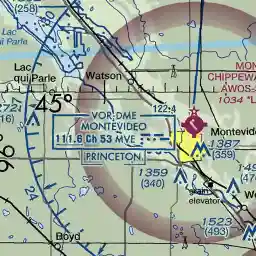 (258)
Lac
qui Parle
Lac
qui Parle
Watson
MON
CHIPPEWA
AWOS-
1034 *L
122.4
45°
VOR-DME
MONTEVIDEO
111.6 Ch 53 MVE
PRINCETON
Montevide
1387
(359)
1359
(340)
grain
elevator
We
1523
(493)
Boyd